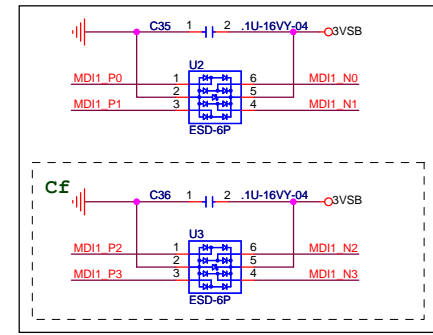 C35 1 2 .1U-16VY-04 3VSB
U2
MDI1_P0 1 6 MDI1_N0
2 5
MDI1_P1 3 4 MDI1_N1
ESD-6P
Cf
C36 1 2 .1U-16VY-04 3VSB
U3
MDI1_P2 1 6 MDI1_N2
2 5
MDI1_P3 3 4 MDI1_N3
ESD-6P